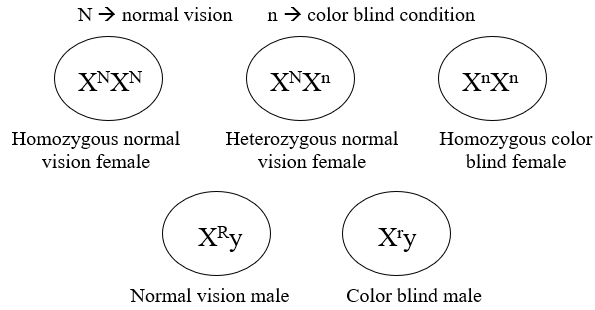 N → normal vision n → color blind condition
XᴺXᴺ XᴺXⁿ XⁿXⁿ
Homozygous normal Heterozygous normal Homozygous color
vision female vision female blind female
Xᴿy Xʳy
Normal vision male Color blind male